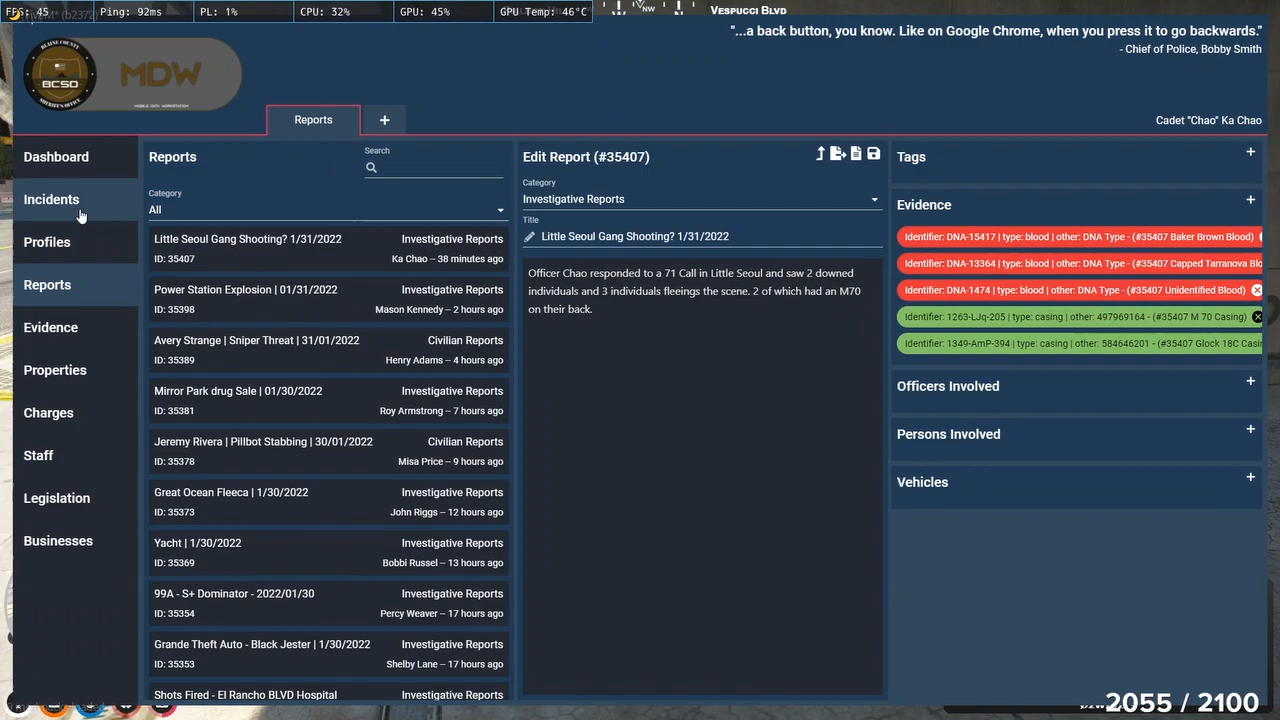 FPS: 45
Ping: 92ms
PL: 1%
CPU: 32%
GPU: 45%
GPU Temp: 46°C
NW
Vespucci Blvd
"...a back button, you know. Like on Google Chrome, when you press it to go backwards."
- Chief of Police, Bobby Smith
BLAINE COUNTY
BCSO
SHERIFF'S OFFICE
MDW
MOBILE DATA WORKSTATION
Reports
+
Cadet "Chao" Ka Chao
Dashboard
Incidents
Profiles
Reports
Evidence
Properties
Charges
Staff
Legislation
Businesses
Reports
Search
Category
All
Little Seoul Gang Shooting? 1/31/2022 Investigative Reports
ID: 35407 Ka Chao – 38 minutes ago
Power Station Explosion | 01/31/2022 Investigative Reports
ID: 35398 Mason Kennedy – 2 hours ago
Avery Strange | Sniper Threat | 31/01/2022 Civilian Reports
ID: 35389 Henry Adams – 4 hours ago
Mirror Park drug Sale | 01/30/2022 Investigative Reports
ID: 35381 Roy Armstrong – 7 hours ago
Jeremy Rivera | Pillbot Stabbing | 30/01/2022 Civilian Reports
ID: 35378 Misa Price – 9 hours ago
Great Ocean Fleeca | 1/30/2022 Investigative Reports
ID: 35373 John Riggs – 12 hours ago
Yacht | 1/30/2022 Investigative Reports
ID: 35369 Bobbi Russel – 13 hours ago
99A - S+ Dominator - 2022/01/30 Investigative Reports
ID: 35354 Percy Weaver – 17 hours ago
Grande Theft Auto - Black Jester | 1/30/2022 Investigative Reports
ID: 35353 Shelby Lane – 17 hours ago
Shots Fired - El Rancho BLVD Hospital Investigative Reports
Edit Report (#35407)
Category
Investigative Reports
Title
Little Seoul Gang Shooting? 1/31/2022
Officer Chao responded to a 71 Call in Little Seoul and saw 2 downed
individuals and 3 individuals fleeings the scene. 2 of which had an M70
on their back.
Tags +
Evidence +
Identifier: DNA-15417 | type: blood | other: DNA Type - (#35407 Baker Brown Blood)
Identifier: DNA-13364 | type: blood | other: DNA Type - (#35407 Capped Tarranova Blo
Identifier: DNA-1474 | type: blood | other: DNA Type - (#35407 Unidentified Blood)
Identifier: 1263-LJq-205 | type: casing | other: 497969164 - (#35407 M 70 Casing)
Identifier: 1349-AmP-394 | type: casing | other: 584646201 - (#35407 Glock 18C Casin
Officers Involved +
Persons Involved +
Vehicles +
2055 / 2100